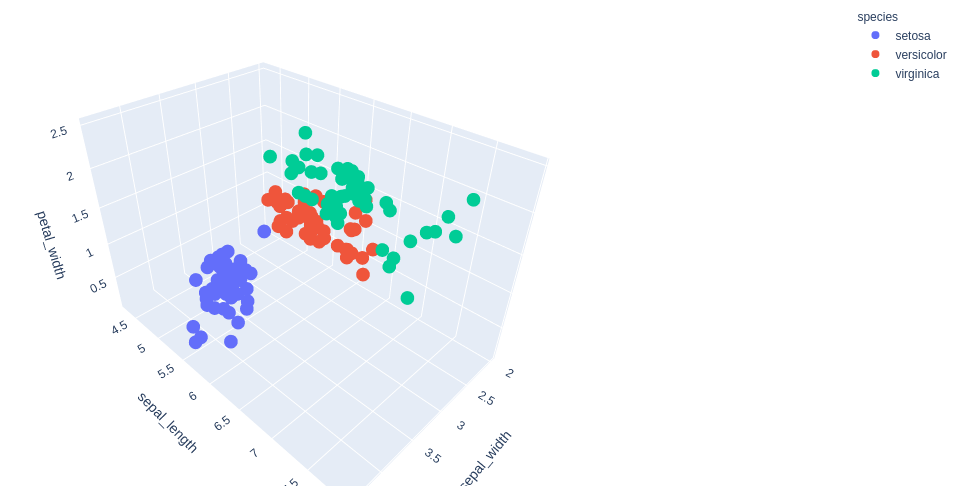 species
setosa
versicolor
virginica
2.5
2
1.5
1
0.5
petal_width
4.5
5
5.5
6
6.5
7
sepal_length
2
2.5
3
3.5
sepal_width